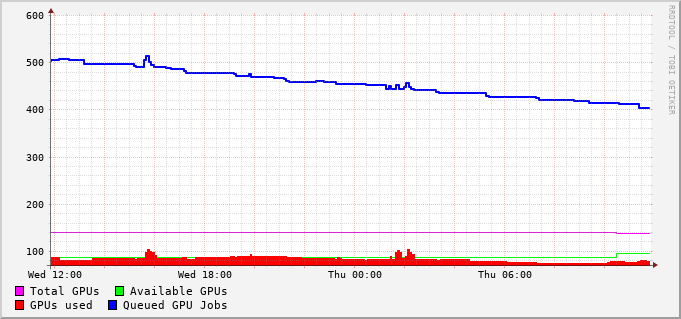 600
500
400
300
200
100
Wed 12:00 Wed 18:00 Thu 00:00 Thu 06:00
Total GPUs Available GPUs
GPUs used Queued GPU Jobs
RRDTOOL / TOBI OETIKER